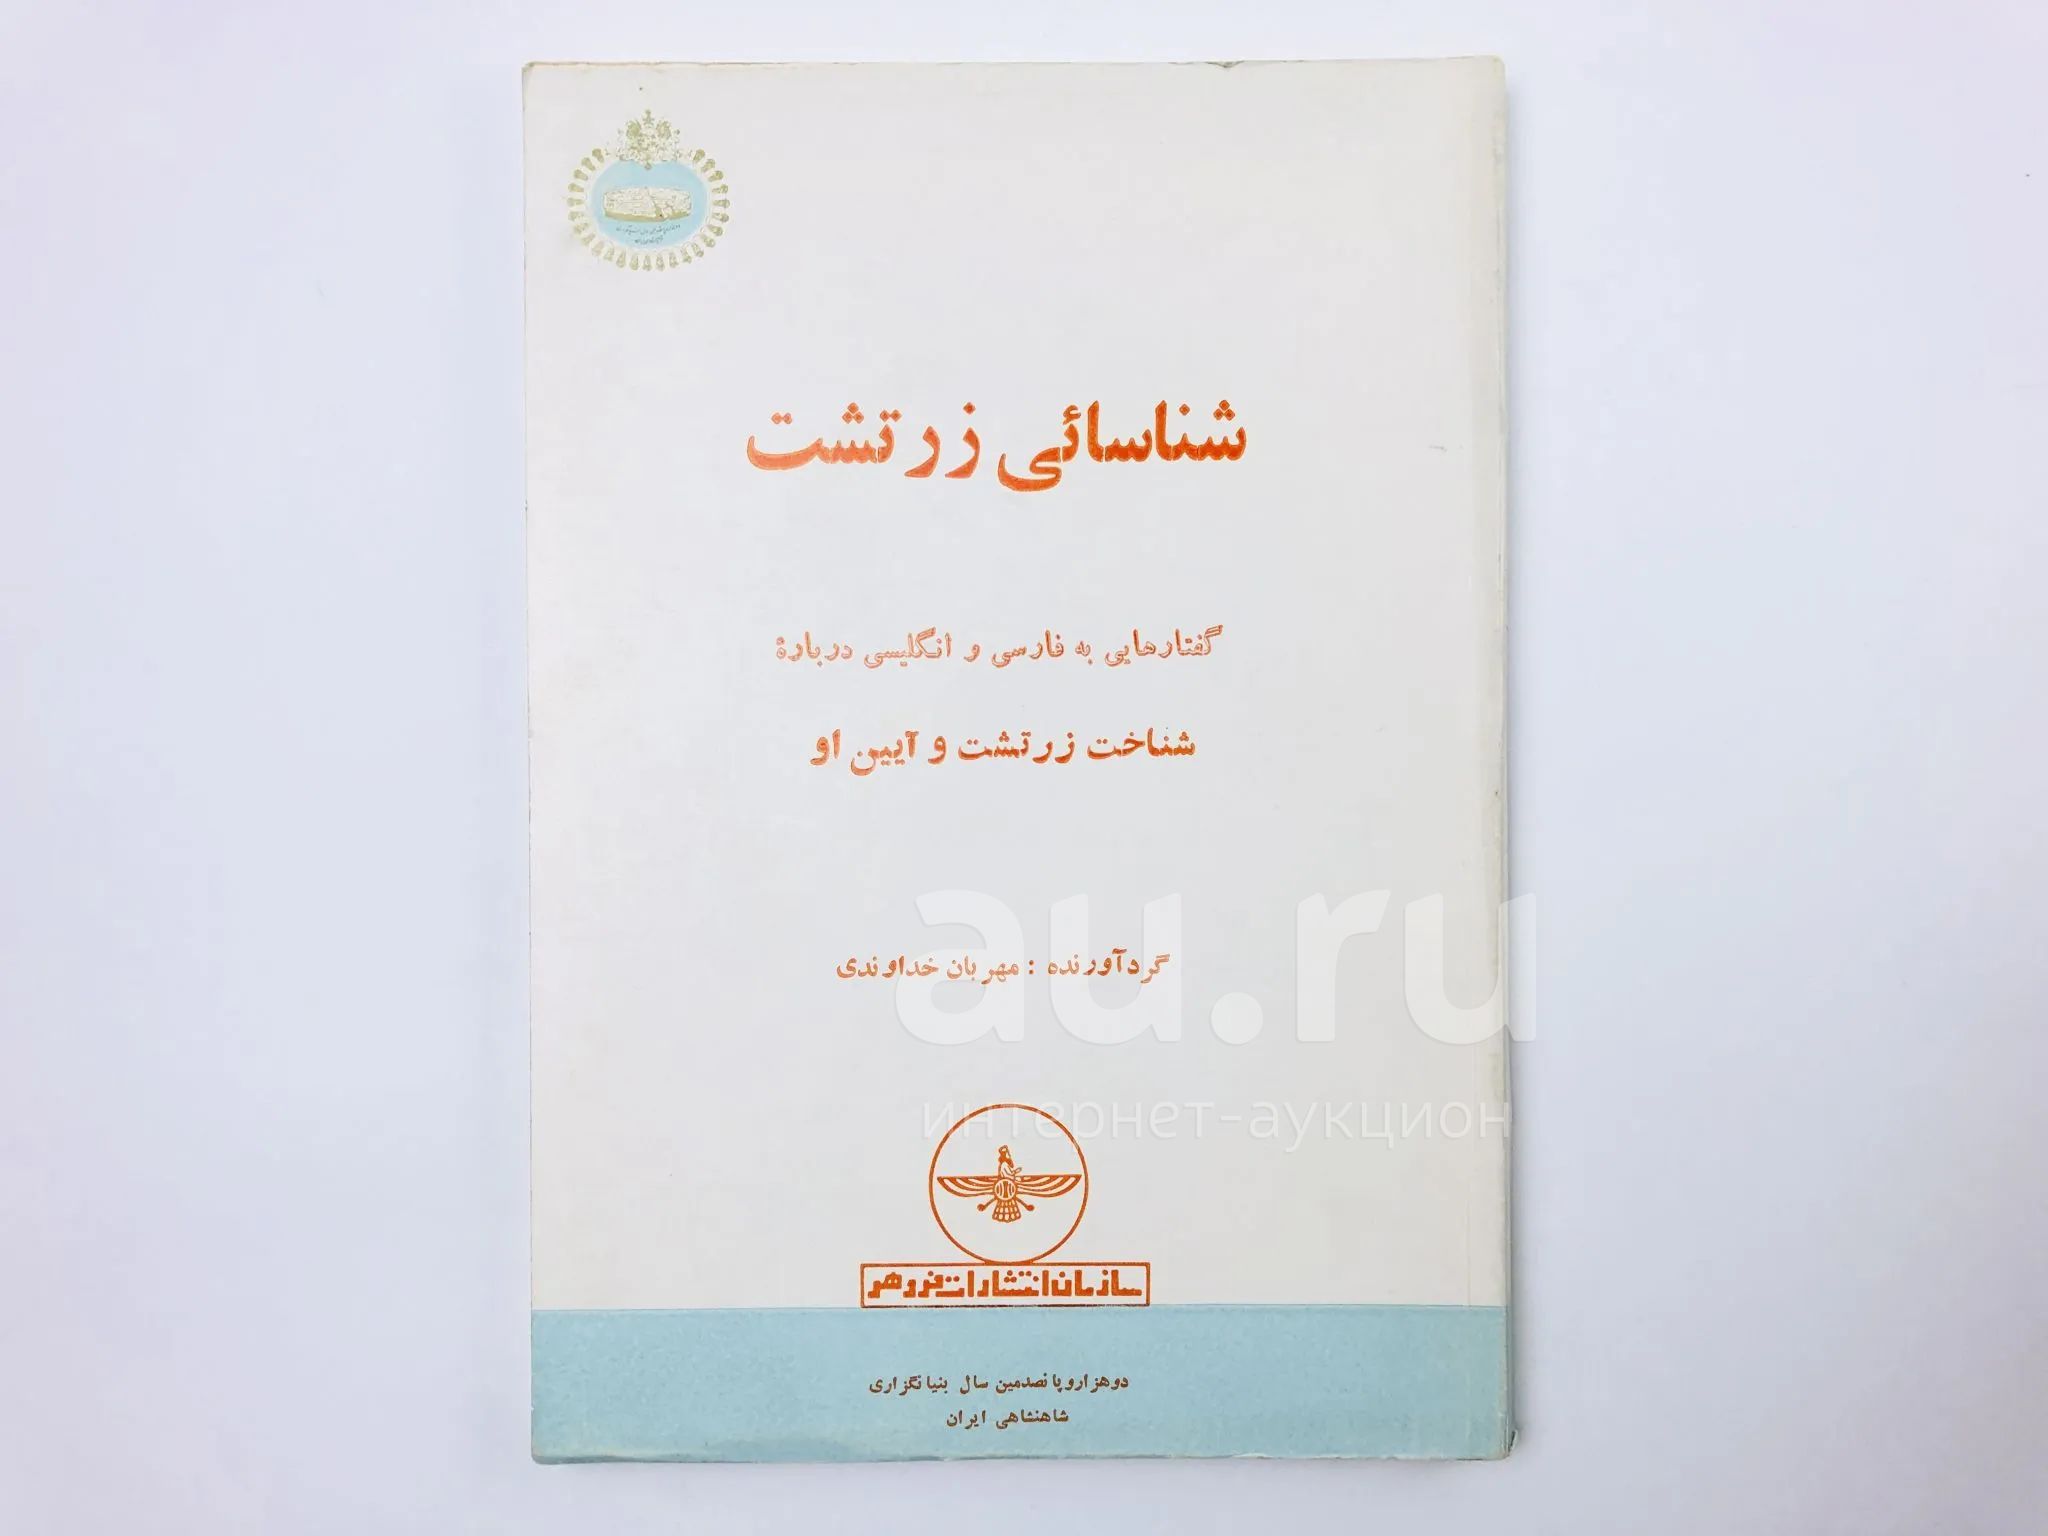 شناسائی زرتشت
گفتارهایی به فارسی و انگلیسی دربارهٔ
شناخت زرتشت و آیین او
گردآورنده : مهربان خداوندی
au.ru
интернет-аукцион
سازمان انتشارات فروهر
دوهزاروپانصدمین سال بنیانگزاری
شاهنشاهی ایران